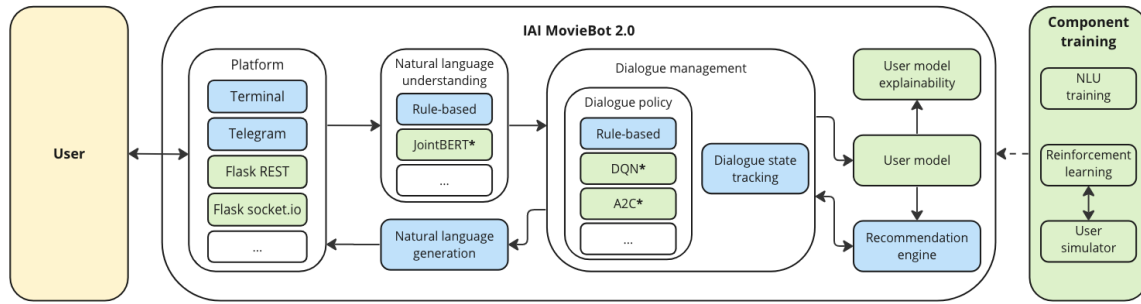 User
IAI MovieBot 2.0
Platform
Terminal
Telegram
Flask REST
Flask socket.io
...
Natural language
understanding
Rule-based
JointBERT*
...
Natural language
generation
Dialogue management
Dialogue policy
Rule-based
DQN*
A2C*
...
Dialogue state
tracking
User model
explainability
User model
Recommendation
engine
Component
training
NLU
training
Reinforcement
learning
User
simulator